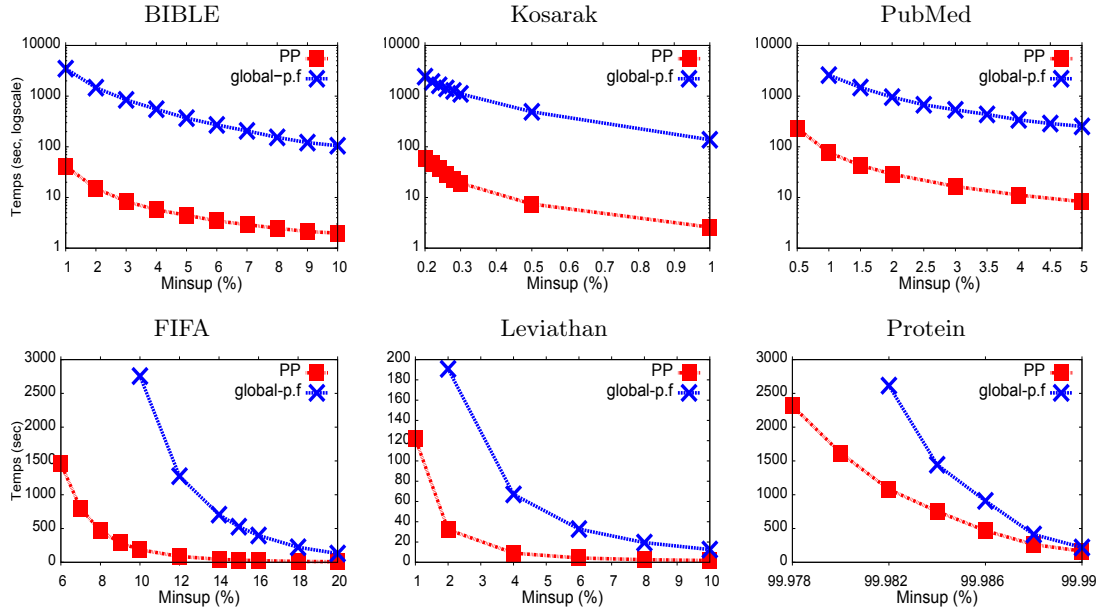 BIBLE
Kosarak
PubMed
Temps (sec, logscale)
10000
1000
100
10
1
PP
global-p.f
1 2 3 4 5 6 7 8 9 10
Minsup (%)
10000
1000
100
10
1
PP
global-p.f
0.2 0.3 0.4 0.5 0.6 0.7 0.8 0.9 1
Minsup (%)
10000
1000
100
10
1
PP
global-p.f
0.5 1 1.5 2 2.5 3 3.5 4 4.5 5
Minsup (%)
FIFA
Leviathan
Protein
Temps (sec)
3000
2500
2000
1500
1000
500
0
PP
global-p.f
6 8 10 12 14 16 18 20
Minsup (%)
200
180
160
140
120
100
80
60
40
20
0
PP
global-p.f
1 2 4 6 8 10
Minsup (%)
3000
2500
2000
1500
1000
500
0
PP
global-p.f
99.978 99.982 99.986 99.99
Minsup (%)